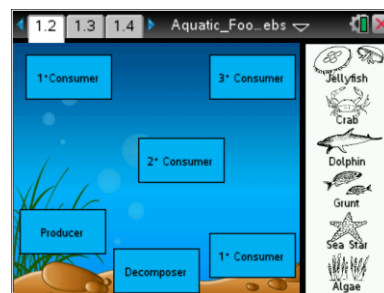 1.2 1.3 1.4 Aquatic_Foo…ebs
1° Consumer
3° Consumer
2° Consumer
Producer
1° Consumer
Decomposer
Jellyfish
Crab
Dolphin
Grunt
Sea Star
Algae